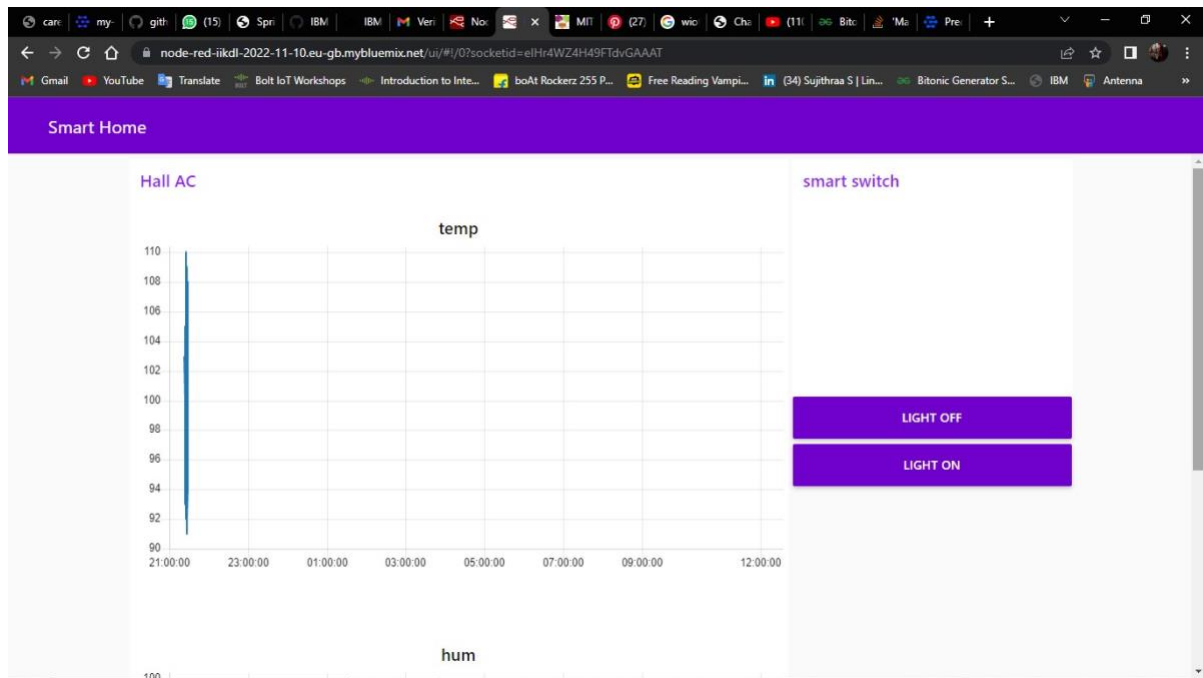 care my- gith (15) Spri IBM IBM Veri Noc MIT (27) wio Cha (11( Bitc 'Ma Pre
node-red-iikdl-2022-11-10.eu-gb.mybluemix.net/ui/#!/0?socketid=elHr4WZ4H49FTdvGAAAT
Gmail YouTube Translate Bolt IoT Workshops Introduction to Inte... boAt Rockerz 255 P... Free Reading Vampi... (34) Sujithraa S | Lin... Bitonic Generator S... IBM Antenna »
Smart Home
Hall AC
smart switch
temp
110
108
106
104
102
100
98
96
94
92
90
21:00:00 23:00:00 01:00:00 03:00:00 05:00:00 07:00:00 09:00:00 12:00:00
LIGHT OFF
LIGHT ON
hum
100